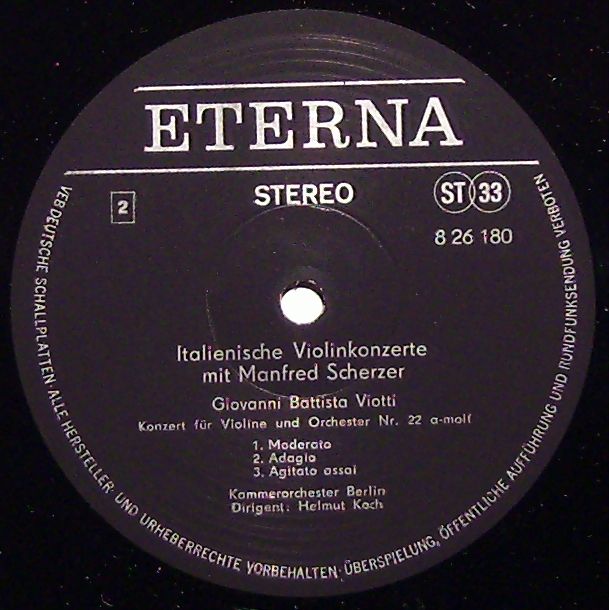 ETERNA
STEREO
2
ST 33
8 26 180
Italienische Violinkonzerte
mit Manfred Scherzer
Giovanni Battista Viotti
Konzert für Violine und Orchester Nr. 22 a-moll
1. Moderato
2. Adagio
3. Agitato assai
Kammerorchester Berlin
Dirigent: Helmut Koch
VEB DEUTSCHE SCHALLPLATTEN · ALLE HERSTELLER- UND URHEBERRECHTE VORBEHALTEN · ÜBERSPIELUNG, ÖFFENTLICHE AUFFÜHRUNG UND RUNDFUNKSENDUNG VERBOTEN